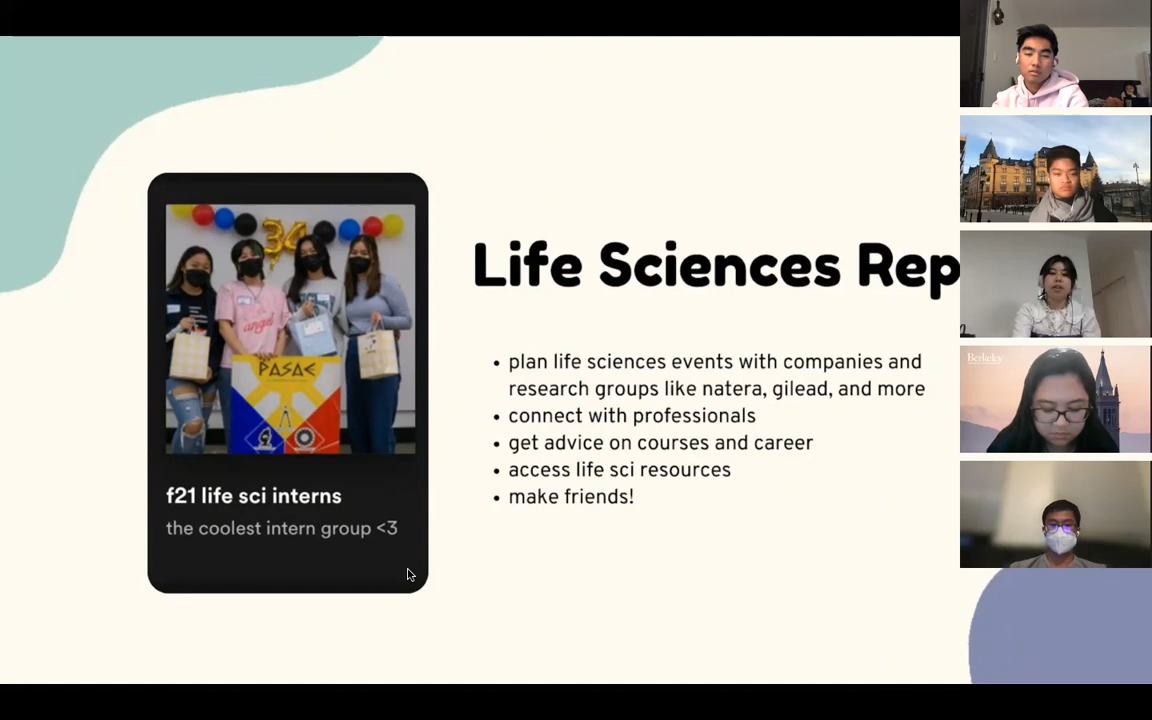 34
PASAE
angel
f21 life sci interns
the coolest intern group <3
Life Sciences Rep
• plan life sciences events with companies and
research groups like natera, gilead, and more
• connect with professionals
• get advice on courses and career
• access life sci resources
• make friends!
Berkeley